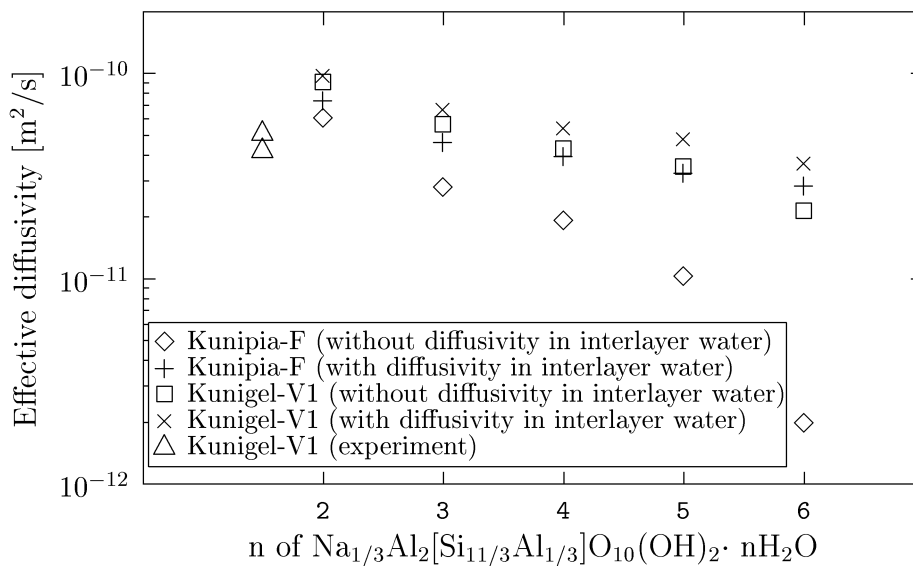 Effective diffusivity [m²/s]
10⁻¹⁰
10⁻¹¹
10⁻¹²
Kunipia-F (without diffusivity in interlayer water)
Kunipia-F (with diffusivity in interlayer water)
Kunigel-V1 (without diffusivity in interlayer water)
Kunigel-V1 (with diffusivity in interlayer water)
Kunigel-V1 (experiment)
2 3 4 5 6
n of Na₁/₃Al₂[Si₁₁/₃Al₁/₃]O₁₀(OH)₂· nH₂O